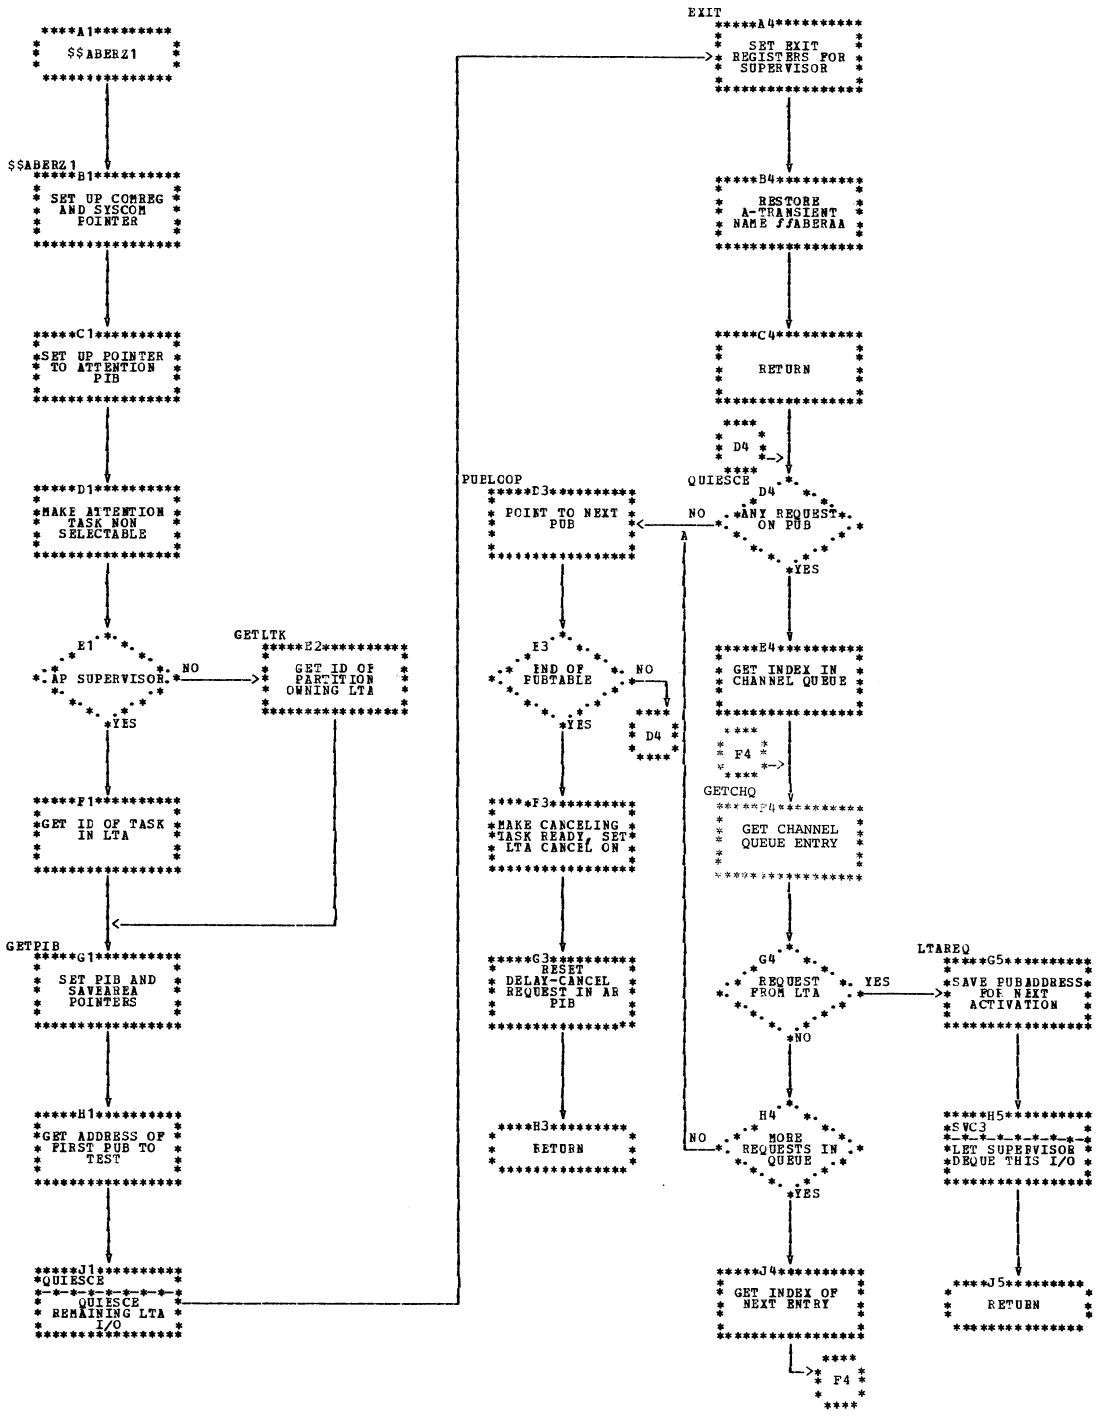 A1
$$ABERZ1
$$ABERZ1
B1
SET UP COMREG
AND SYSCOM
POINTER
C1
SET UP POINTER
TO ATTENTION
PIB
D1
MAKE ATTENTION
TASK NON
SELECTABLE
E1
AP SUPERVISOR
NO
YES
GETLTK
E2
GET ID OF
PARTITION
OWNING LTA
F1
GET ID OF TASK
IN LTA
GETPIB
G1
SET PIB AND
SAVEAREA
POINTERS
H1
GET ADDRESS OF
FIRST PUB TO
TEST
J1
QUIESCE
QUIESCE
REMAINING LTA
I/O
PUBLOOP
D3
POINT TO NEXT
PUB
E3
END OF
PUBTABLE
NO
D4
YES
F3
MAKE CANCELING
TASK READY, SET
LTA CANCEL ON
G3
RESET
DELAY-CANCEL
REQUEST IN AR
PIB
H3
RETURN
EXIT
A4
SET EXIT
REGISTERS FOR
SUPERVISOR
B4
RESTORE
A-TRANSIENT
NAME $$ABERAA
C4
RETURN
D4
QUIESCE
D4
ANY REQUEST
ON PUB
NO
YES
E4
GET INDEX IN
CHANNEL QUEUE
F4
GETCHQ
F4
GET CHANNEL
QUEUE ENTRY
G4
REQUEST
FROM LTA
YES
NO
H4
MORE
REQUESTS IN
QUEUE
NO
YES
J4
GET INDEX OF
NEXT ENTRY
F4
LTAREQ
G5
SAVE PUBADDRESS
FOR NEXT
ACTIVATION
H5
SVC3
LET SUPERVISOR
DEQUE THIS I/O
J5
RETURN